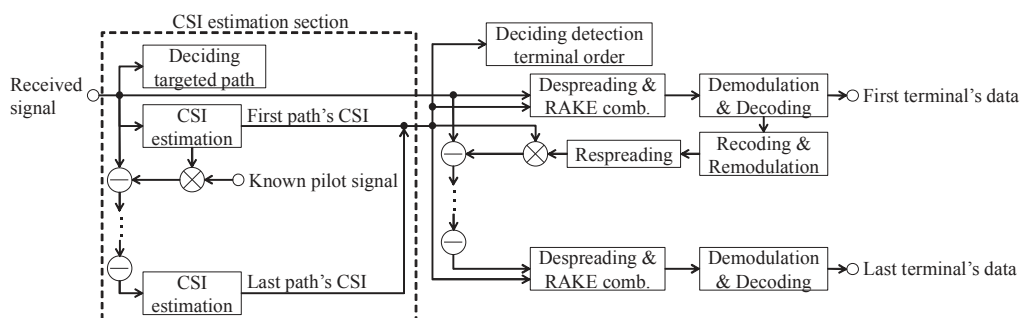 CSI estimation section
Deciding
targeted path
Deciding detection
terminal order
Received
signal
Despreading &
RAKE comb.
Demodulation
& Decoding
First terminal's data
CSI
estimation
First path's CSI
Respreading
Recoding &
Remodulation
Known pilot signal
CSI
estimation
Last path's CSI
Despreading &
RAKE comb.
Demodulation
& Decoding
Last terminal's data